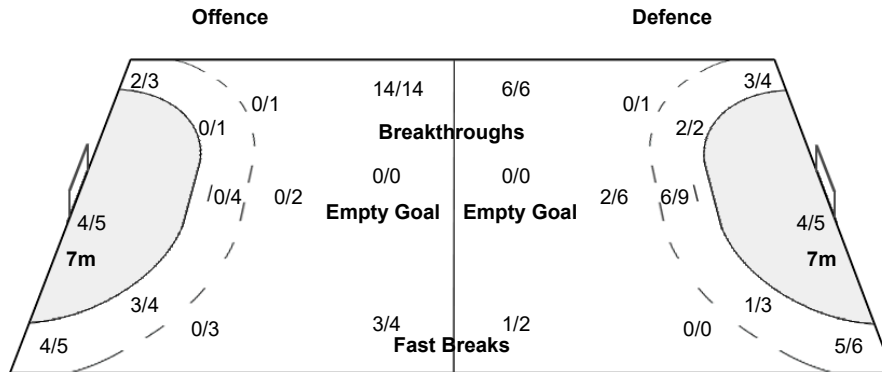 Offence Defence
2/3 14/14 6/6 3/4
0/1 0/1
0/1 Breakthroughs 2/2
0/0 0/0
0/4 0/2 2/6 6/9
4/5 Empty Goal Empty Goal 4/5
7m 7m
3/4 1/3
0/3 3/4 1/2 0/0
4/5 Fast Breaks 5/6